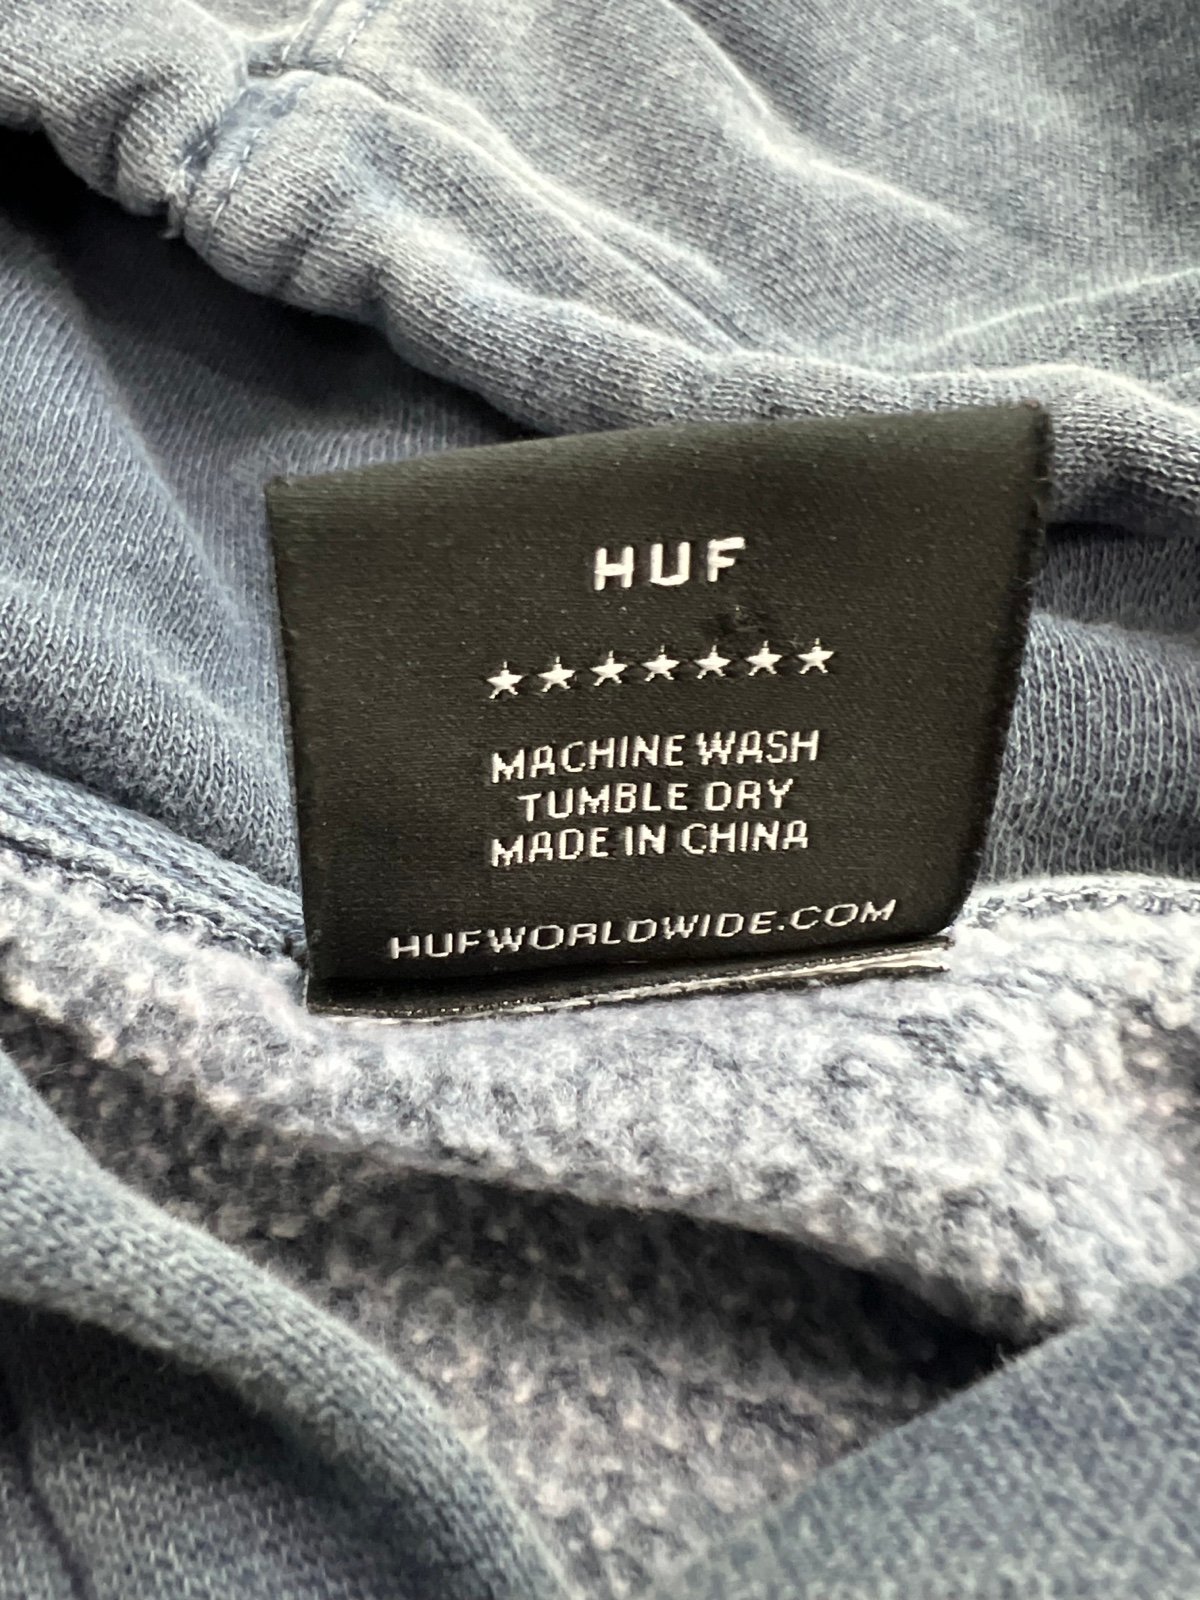 HUF
★★★★★★★
MACHINE WASH
TUMBLE DRY
MADE IN CHINA
HUFWORLDWIDE.COM